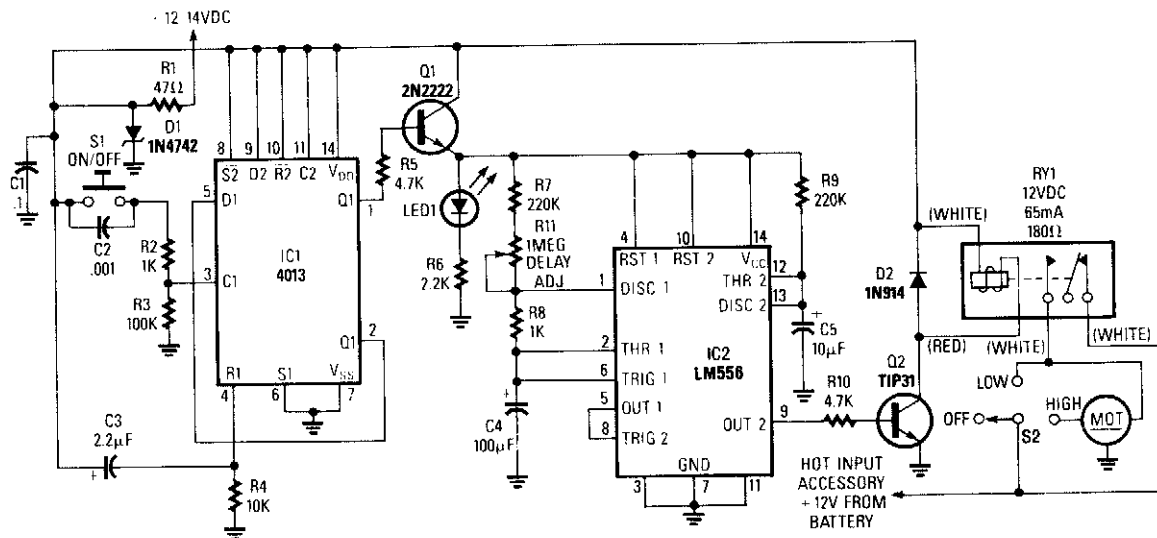 · 12 14VDC
R1
47Ω
D1
1N4742
S1
ON/OFF
C1
.1
C2
.001
R2
1K
R3
100K
C3
2.2µF
+
R4
10K
8
9
10
11
14
S2
D2
R2
C2
VDD
5
D1
Q1
1
IC1
4013
3
C1
Q1
2
R1
S1
VSS
4
6
7
Q1
2N2222
R5
4.7K
LED1
R6
2.2K
R7
220K
R11
1MEG
DELAY
ADJ
R8
1K
+
C4
100µF
R9
220K
4
10
14
RST 1
RST 2
VCC
1
DISC 1
THR 2
12
DISC 2
13
2
THR 1
IC2
LM556
6
TRIG 1
5
OUT 1
8
TRIG 2
OUT 2
9
GND
3
7
11
+
C5
10µF
R10
4.7K
Q2
TIP31
D2
1N914
RY1
12VDC
65mA
180Ω
(WHITE)
(RED)
(WHITE)
(WHITE)
LOW
OFF
HIGH
S2
MOT
HOT INPUT
ACCESSORY
+12V FROM
BATTERY